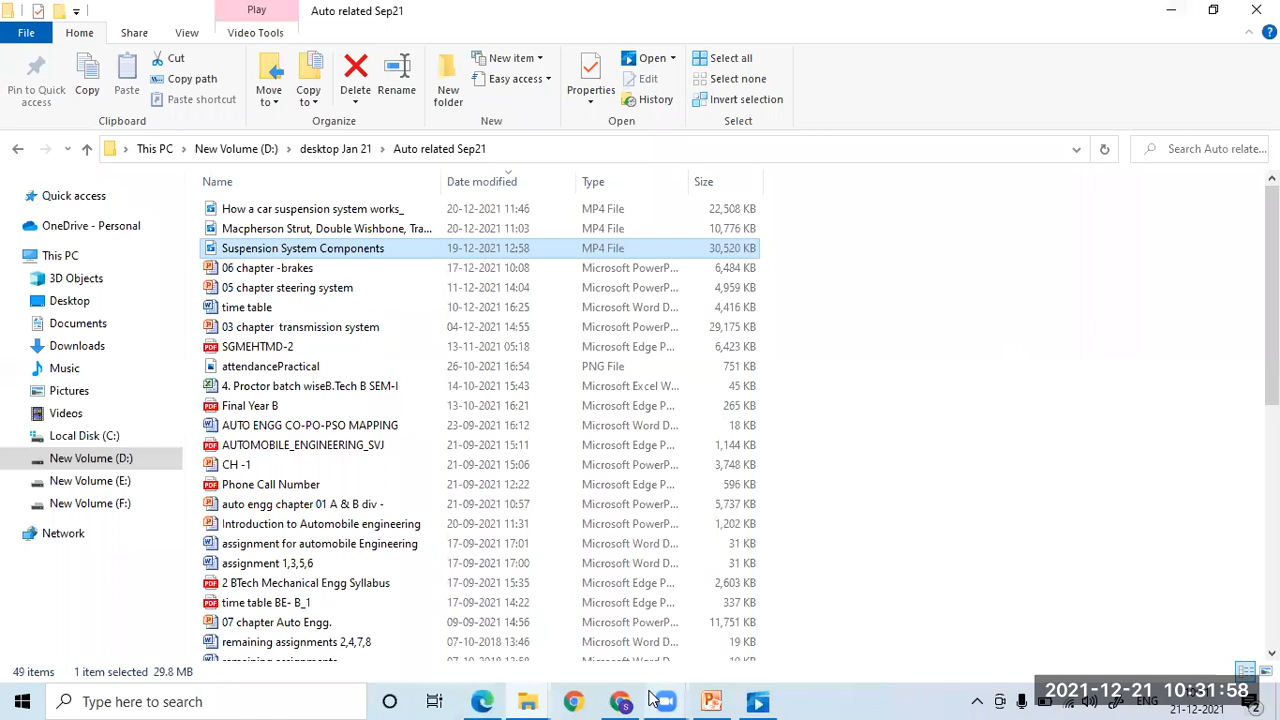 Play
Auto related Sep21
File
Home
Share
View
Video Tools
Pin to Quick access
Copy
Paste
Cut
Copy path
Paste shortcut
Move to
Copy to
Delete
Rename
New folder
New item
Easy access
Properties
Open
Edit
History
Select all
Select none
Invert selection
Clipboard
Organize
New
Open
Select
This PC
New Volume (D:)
desktop Jan 21
Auto related Sep21
Search Auto relate...
Name Date modified Type Size
Quick access
OneDrive - Personal
This PC
3D Objects
Desktop
Documents
Downloads
Music
Pictures
Videos
Local Disk (C:)
New Volume (D:)
New Volume (E:)
New Volume (F:)
Network
How a car suspension system works_ 20-12-2021 11:46 MP4 File 22,508 KB
Macpherson Strut, Double Wishbone, Tra... 20-12-2021 11:03 MP4 File 10,776 KB
Suspension System Components 19-12-2021 12:58 MP4 File 30,520 KB
06 chapter -brakes 17-12-2021 10:08 Microsoft PowerP... 6,484 KB
05 chapter steering system 11-12-2021 14:04 Microsoft PowerP... 4,959 KB
time table 10-12-2021 16:25 Microsoft Word D... 4,416 KB
03 chapter transmission system 04-12-2021 14:55 Microsoft PowerP... 29,175 KB
SGMEHTMD-2 13-11-2021 05:18 Microsoft Edge P... 6,423 KB
attendancePractical 26-10-2021 16:54 PNG File 751 KB
4. Proctor batch wiseB.Tech B SEM-I 14-10-2021 15:43 Microsoft Excel W... 45 KB
Final Year B 13-10-2021 16:21 Microsoft Edge P... 265 KB
AUTO ENGG CO-PO-PSO MAPPING 23-09-2021 16:12 Microsoft Word D... 18 KB
AUTOMOBILE_ENGINEERING_SVJ 21-09-2021 15:11 Microsoft Edge P... 1,144 KB
CH -1 21-09-2021 15:06 Microsoft PowerP... 3,748 KB
Phone Call Number 21-09-2021 12:22 Microsoft Edge P... 596 KB
auto engg chapter 01 A & B div - 21-09-2021 10:57 Microsoft PowerP... 5,737 KB
Introduction to Automobile engineering 20-09-2021 11:31 Microsoft PowerP... 1,202 KB
assignment for automobile Engineering 17-09-2021 17:01 Microsoft Word D... 31 KB
assignment 1,3,5,6 17-09-2021 17:00 Microsoft Word D... 31 KB
2 BTech Mechanical Engg Syllabus 17-09-2021 15:35 Microsoft Edge P... 2,603 KB
time table BE- B_1 17-09-2021 14:22 Microsoft Edge P... 337 KB
07 chapter Auto Engg. 09-09-2021 14:56 Microsoft PowerP... 11,751 KB
remaining assignments 2,4,7,8 07-10-2018 13:46 Microsoft Word D... 19 KB
49 items 1 item selected 29.8 MB
Type here to search
2021-12-21 10:31:58
ENG
21-12-2021